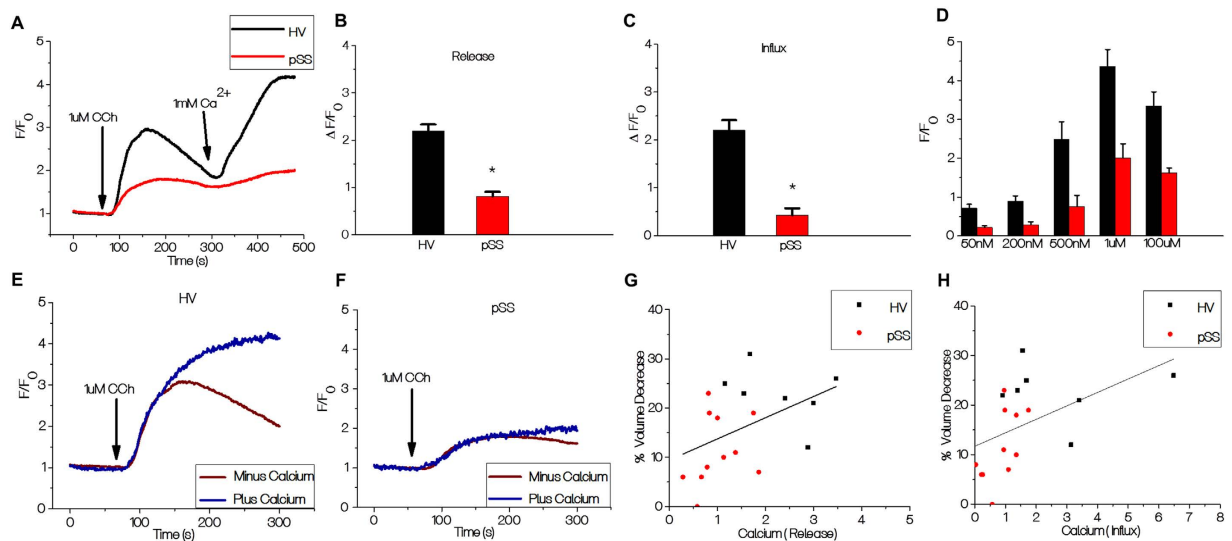 A
HV
pSS
5
4
3
2
1
F/F0
1uM CCh
1mM Ca2+
0 100 200 300 400 500
Time (s)
B
Release
4
3
2
1
0
Δ F/F0
*
HV pSS
C
Influx
4
3
2
1
0
Δ F/F0
*
HV pSS
D
5
4
3
2
1
0
F/F0
50nM 200nM 500nM 1uM 100uM
E
HV
5
4
3
2
1
0
F/F0
1uM CCh
Minus Calcium
Plus Calcium
0 100 200 300
Time (s)
F
pSS
5
4
3
2
1
0
F/F0
1uM CCh
Minus Calcium
Plus Calcium
0 100 200 300
Time (s)
G
HV
pSS
40
30
20
10
0
% Volume Decrease
0 1 2 3 4 5
Calcium( Release)
H
HV
pSS
40
30
20
10
0
% Volume Decrease
0 1 2 3 4 5 6 7 8
Calcium( Influx)